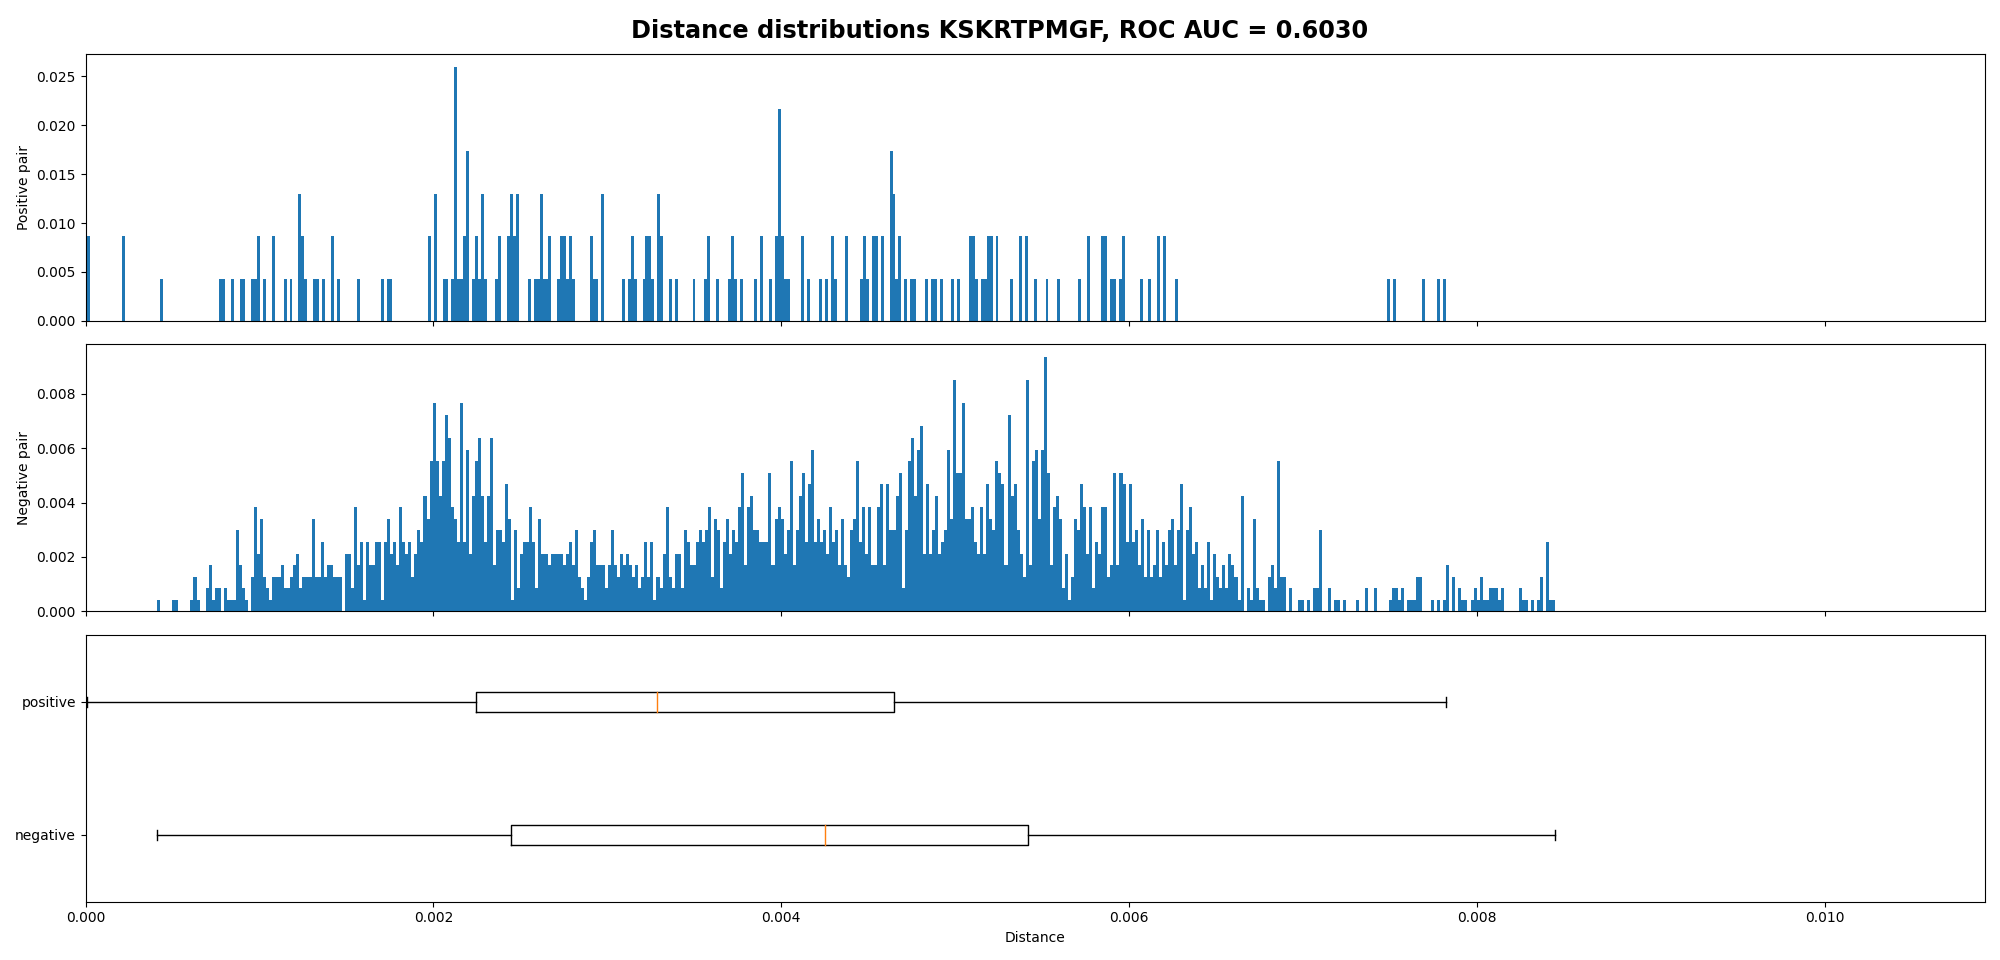 Distance distributions KSKRTPMGF, ROC AUC = 0.6030
0.025
0.020
0.015
0.010
0.005
0.000
Positive pair
0.008
0.006
0.004
0.002
0.000
Negative pair
positive
negative
0.000 0.002 0.004 0.006 0.008 0.010
Distance